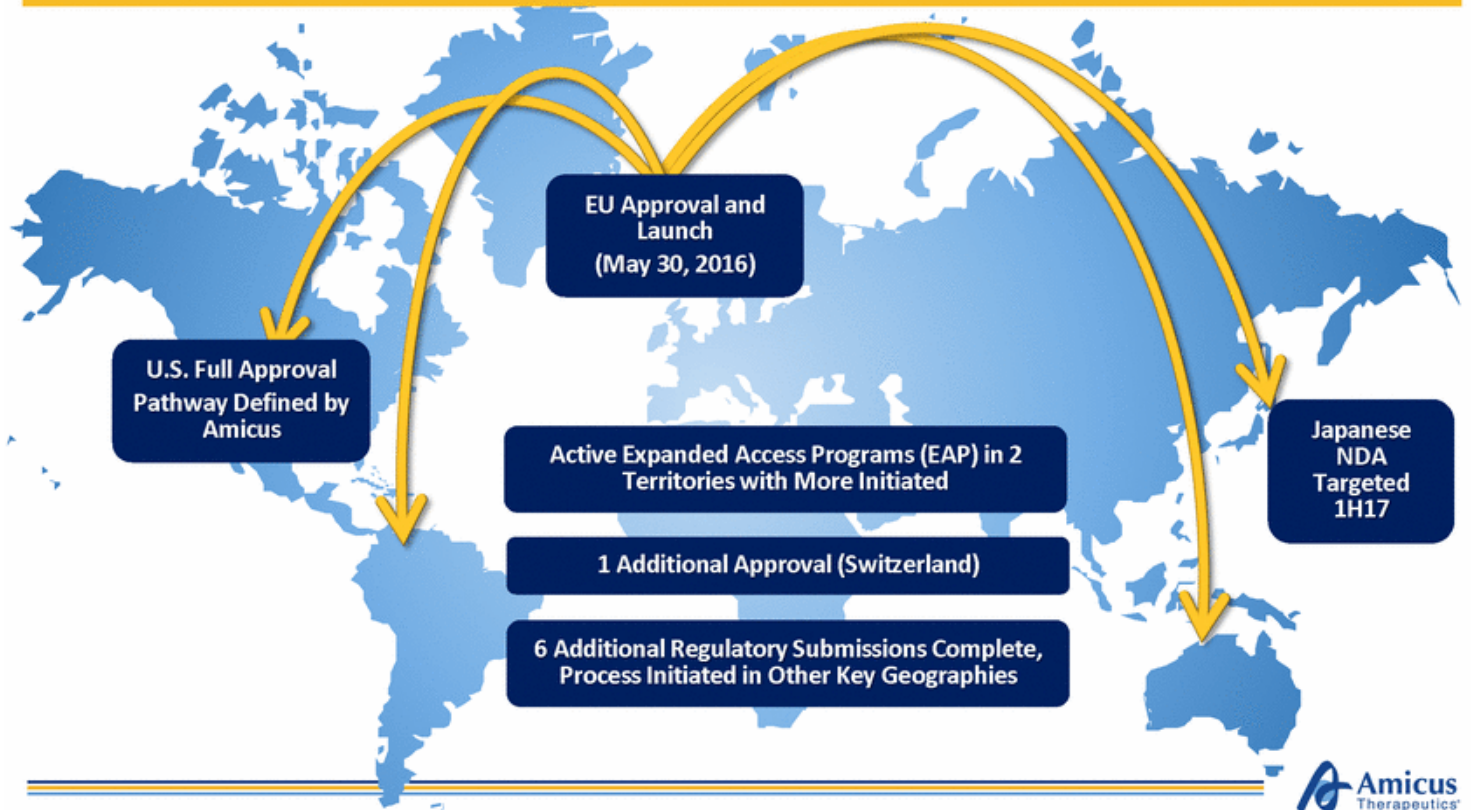 EU Approval and
Launch
(May 30, 2016)
U.S. Full Approval
Pathway Defined by
Amicus
Japanese
NDA
Targeted
1H17
Active Expanded Access Programs (EAP) in 2
Territories with More Initiated
1 Additional Approval (Switzerland)
6 Additional Regulatory Submissions Complete,
Process Initiated in Other Key Geographies
Amicus
Therapeutics